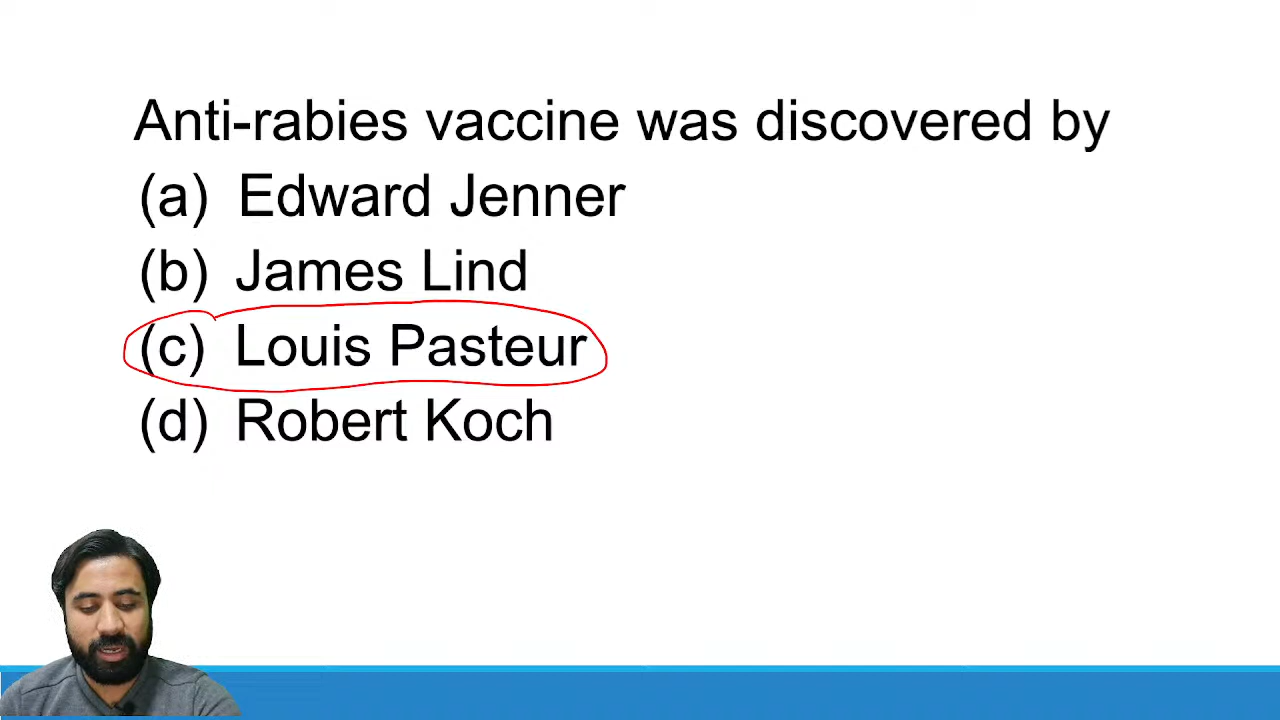 Anti-rabies vaccine was discovered by
(a) Edward Jenner
(b) James Lind
(c) Louis Pasteur
(d) Robert Koch